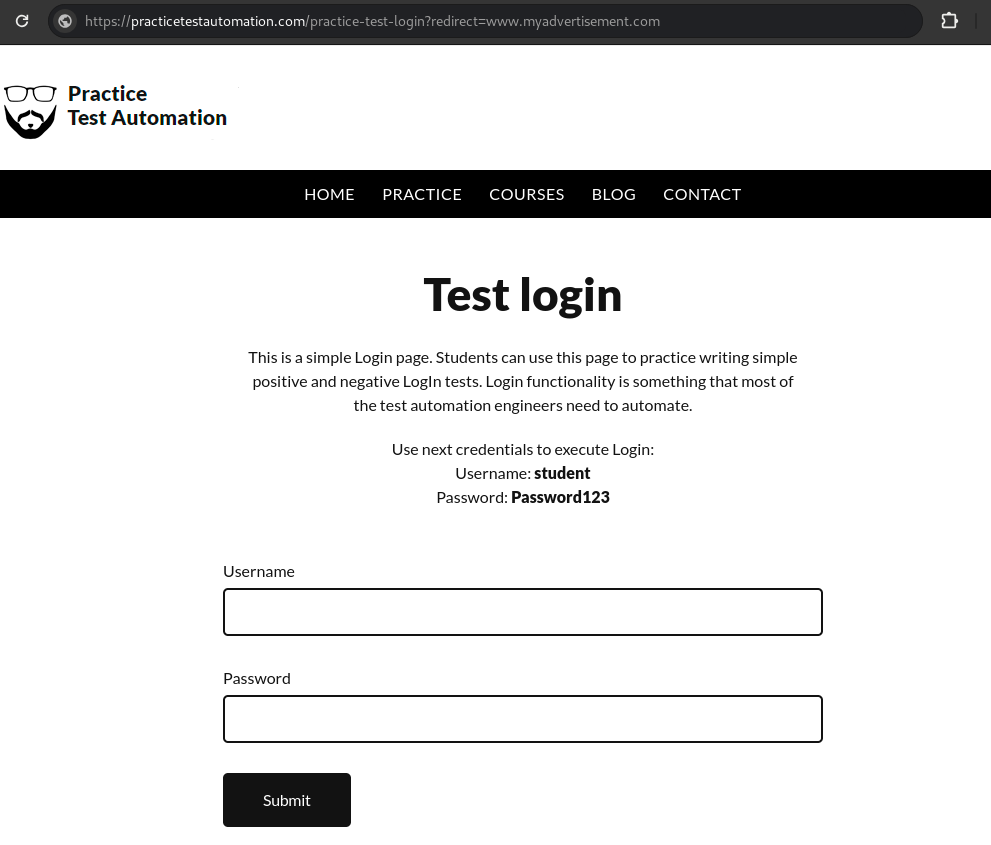 https://practicetestautomation.com/practice-test-login?redirect=www.myadvertisement.com
Practice
Test Automation
HOME PRACTICE COURSES BLOG CONTACT
Test login
This is a simple Login page. Students can use this page to practice writing simple
positive and negative LogIn tests. Login functionality is something that most of
the test automation engineers need to automate.
Use next credentials to execute Login:
Username: student
Password: Password123
Username
Password
Submit